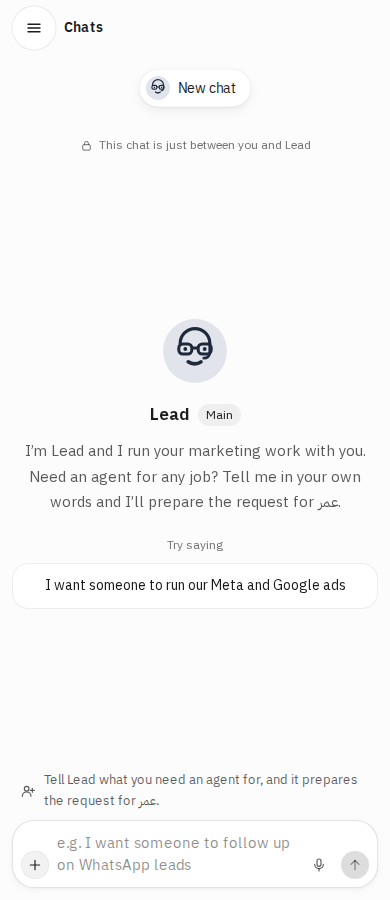 Chats
New chat
This chat is just between you and Lead
Lead Main
I'm Lead and I run your marketing work with you.
Need an agent for any job? Tell me in your own
words and I'll prepare the request for عمر.
Try saying
I want someone to run our Meta and Google ads
Tell Lead what you need an agent for, and it prepares
the request for عمر.
e.g. I want someone to follow up
on WhatsApp leads